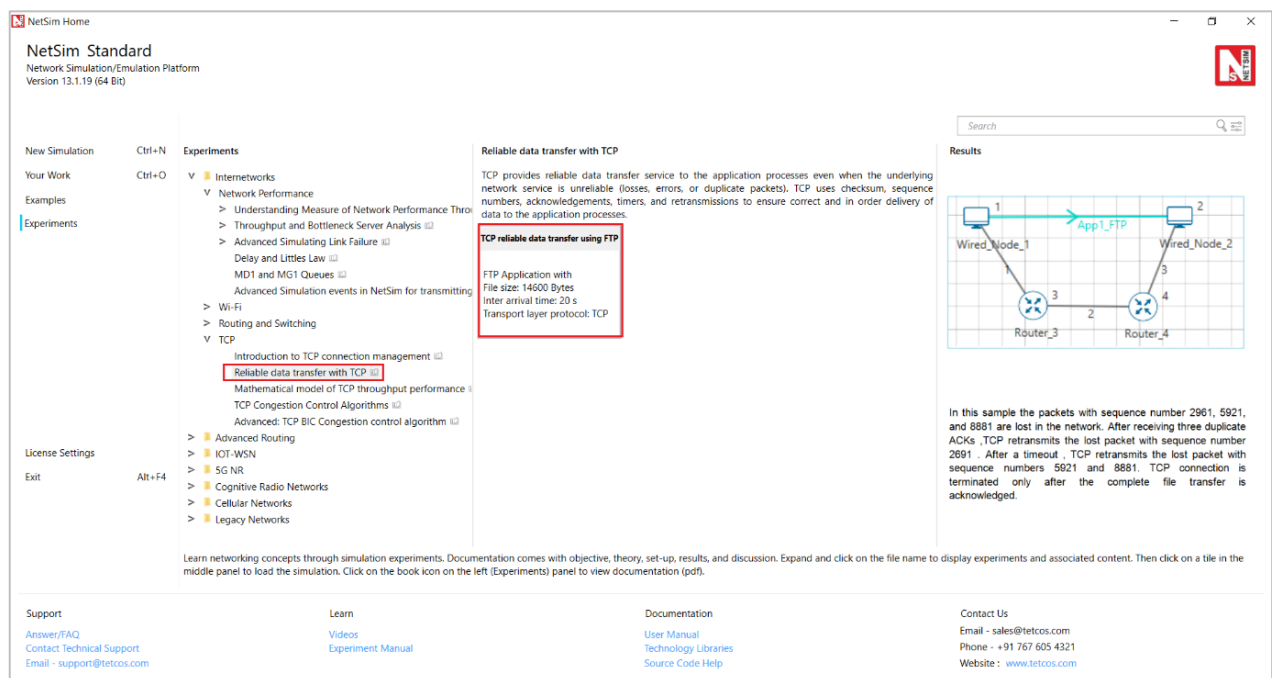 NetSim Home
NetSim Standard
Network Simulation/Emulation Platform
Version 13.1.19 (64 Bit)
NETSIM
Search
New Simulation Ctrl+N
Your Work Ctrl+O
Examples
Experiments
License Settings
Exit Alt+F4
Experiments
v Internetworks
v Network Performance
> Understanding Measure of Network Performance Throu
> Throughput and Bottleneck Server Analysis
> Advanced Simulating Link Failure
Delay and Littles Law
MD1 and MG1 Queues
Advanced Simulation events in NetSim for transmitting
> Wi-Fi
> Routing and Switching
v TCP
Introduction to TCP connection management
Reliable data transfer with TCP
Mathematical model of TCP throughput performance
TCP Congestion Control Algorithms
Advanced: TCP BIC Congestion control algorithm
> Advanced Routing
> IOT-WSN
> 5G NR
> Cognitive Radio Networks
> Cellular Networks
> Legacy Networks
Reliable data transfer with TCP
TCP provides reliable data transfer service to the application processes even when the underlying
network service is unreliable (losses, errors, or duplicate packets). TCP uses checksum, sequence
numbers, acknowledgements, timers, and retransmissions to ensure correct and in order delivery of
data to the application processes.
TCP reliable data transfer using FTP
FTP Application with
File size: 14600 Bytes
Inter arrival time: 20 s
Transport layer protocol: TCP
Results
1
2
App1_FTP
Wired_Node_1
Wired_Node_2
1
3
3
2
4
Router_3
Router_4
In this sample the packets with sequence number 2961, 5921,
and 8881 are lost in the network. After receiving three duplicate
ACKs ,TCP retransmits the lost packet with sequence number
2691 . After a timeout , TCP retransmits the lost packet with
sequence numbers 5921 and 8881. TCP connection is
terminated only after the complete file transfer is
acknowledged.
Learn networking concepts through simulation experiments. Documentation comes with objective, theory, set-up, results, and discussion. Expand and click on the file name to display experiments and associated content. Then click on a tile in the
middle panel to load the simulation. Click on the book icon on the left (Experiments) panel to view documentation (pdf).
Support
Answer/FAQ
Contact Technical Support
Email - support@tetcos.com
Learn
Videos
Experiment Manual
Documentation
User Manual
Technology Libraries
Source Code Help
Contact Us
Email - sales@tetcos.com
Phone - +91 767 605 4321
Website : www.tetcos.com